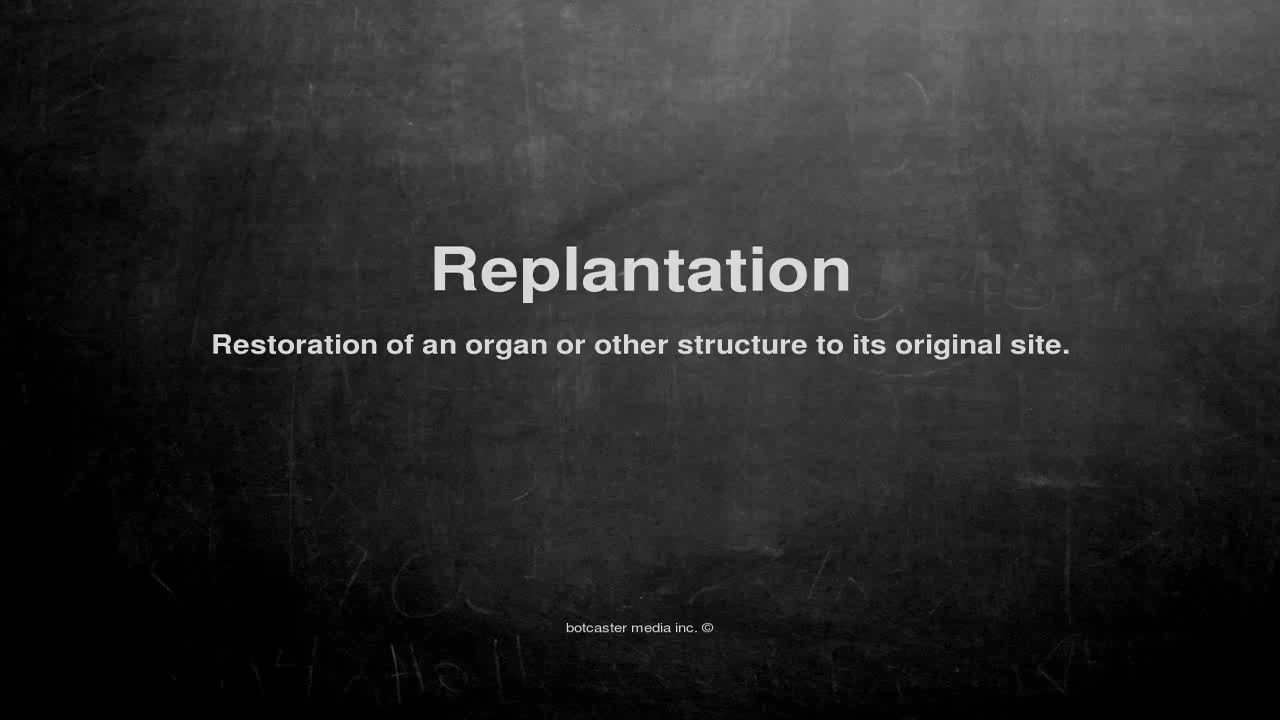 Replantation
Restoration of an organ or other structure to its original site.
botcaster media inc. ©